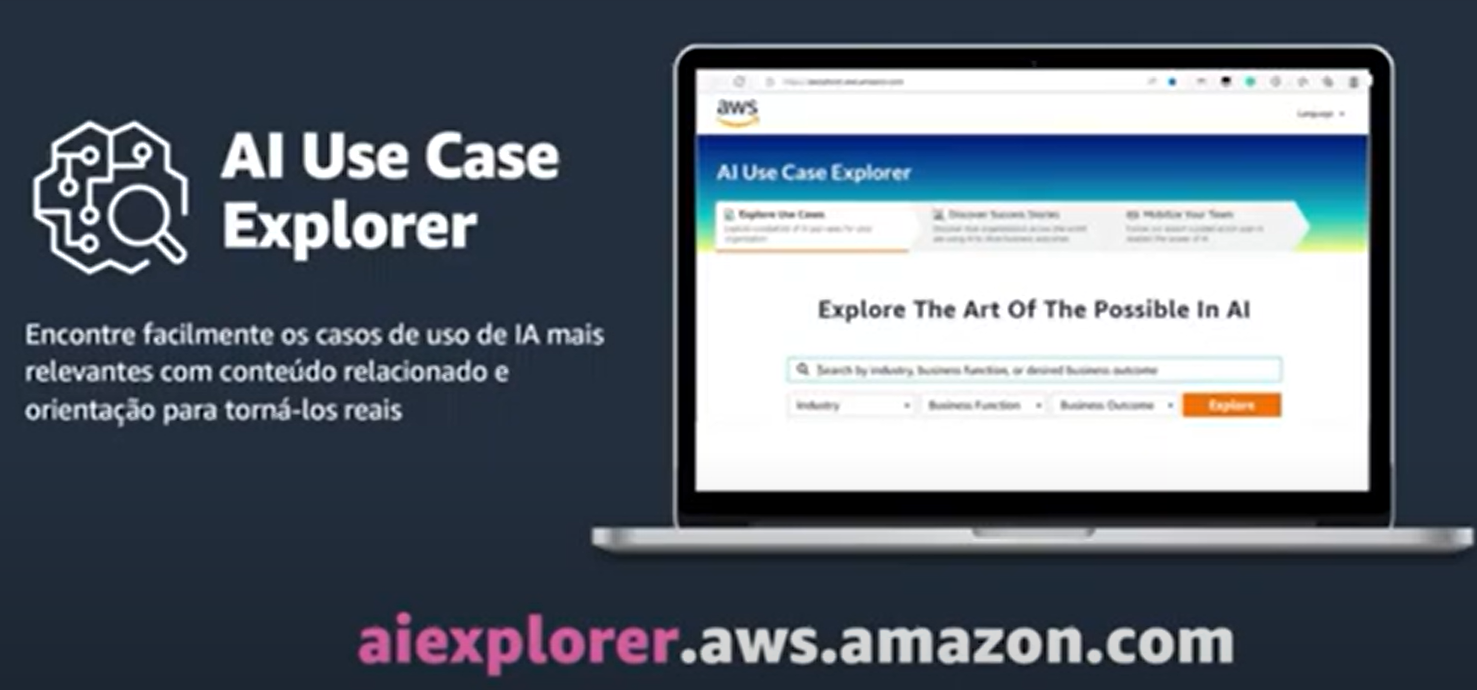 AI Use Case
Explorer
Encontre facilmente os casos de uso de IA mais
relevantes com conteúdo relacionado e
orientação para torná-los reais
aws
Language
AI Use Case Explorer
Explore Use Cases
Discover Success Stories
Mobilize Your Team
Explore The Art Of The Possible In AI
Search by industry, business function, or desired business outcome
Industry
Business Function
Business Outcome
Explore
aiexplorer.aws.amazon.com